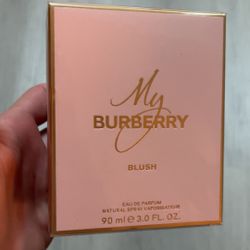 My
BURBERRY
BLUSH
EAU DE PARFUM
NATURAL SPRAY VAPORISATEUR
90 ml ℮ 3.0 FL. OZ.